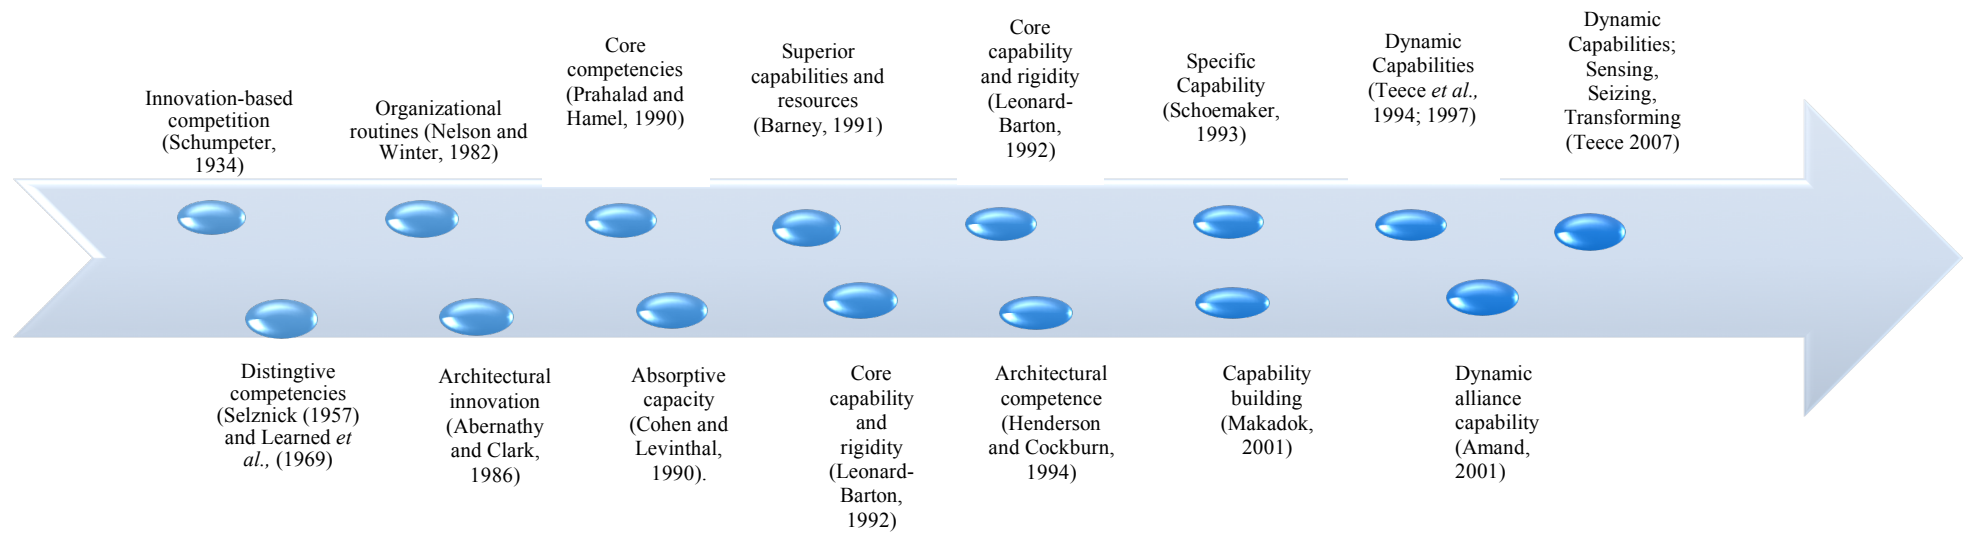 Innovation-based
competition
(Schumpeter,
1934)
Organizational
routines (Nelson and
Winter, 1982)
Core
competencies
(Prahalad and
Hamel, 1990)
Superior
capabilities and
resources
(Barney, 1991)
Core
capability
and rigidity
(Leonard-
Barton,
1992)
Specific
Capability
(Schoemaker,
1993)
Dynamic
Capabilities
(Teece et al.,
1994; 1997)
Dynamic
Capabilities;
Sensing,
Seizing,
Transforming
(Teece 2007)
Distingtive
competencies
(Selznick (1957)
and Learned et
al., (1969)
Architectural
innovation
(Abernathy
and Clark,
1986)
Absorptive
capacity
(Cohen and
Levinthal,
1990).
Core
capability
and
rigidity
(Leonard-
Barton,
1992)
Architectural
competence
(Henderson
and Cockburn,
1994)
Capability
building
(Makadok,
2001)
Dynamic
alliance
capability
(Amand,
2001)